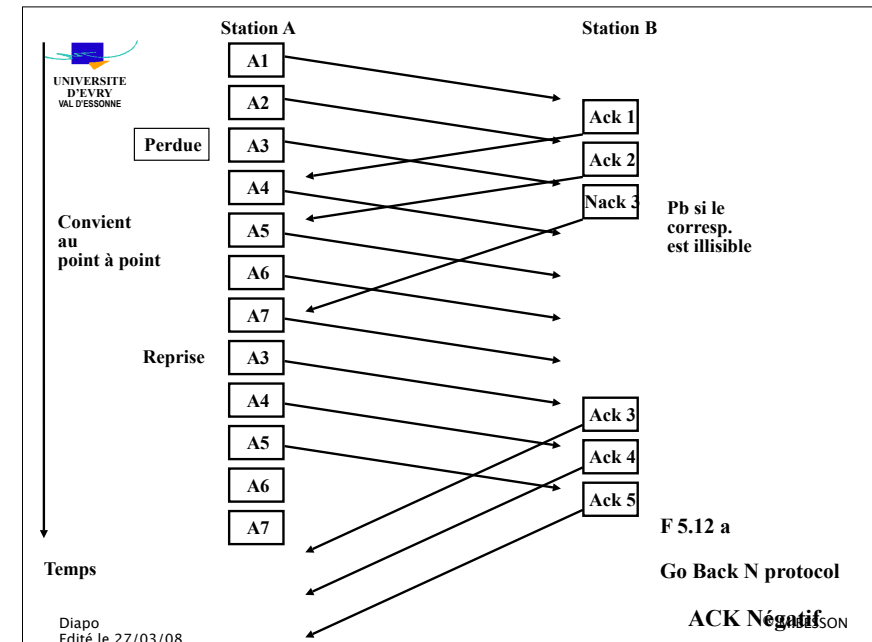 Station A
Station B
UNIVERSITE
D'EVRY
VAL D'ESSONNE
A1
A2
Ack 1
Perdue
A3
Ack 2
A4
Nack 3
Pb si le
corresp.
est illisible
Convient
au
point à point
A5
A6
A7
Reprise
A3
A4
Ack 3
A5
Ack 4
A6
Ack 5
A7
F 5.12 a
Temps
Go Back N protocol
ACK Négatif
Diapo
Edité le 27/03/08